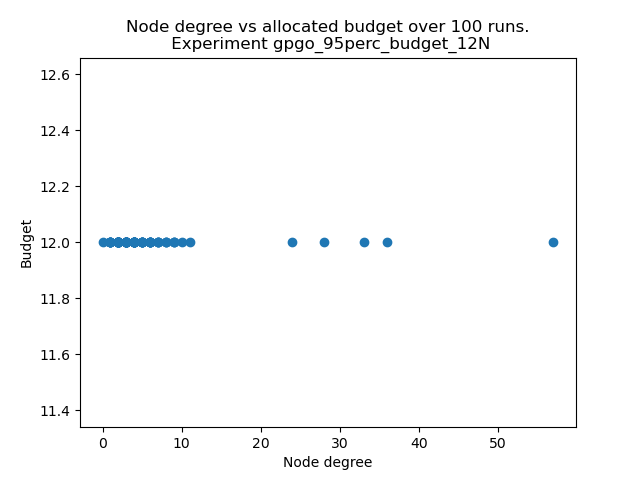 Node degree vs allocated budget over 100 runs.
Experiment gpgo_95perc_budget_12N
12.6
12.4
12.2
12.0
11.8
11.6
11.4
Budget
0 10 20 30 40 50
Node degree